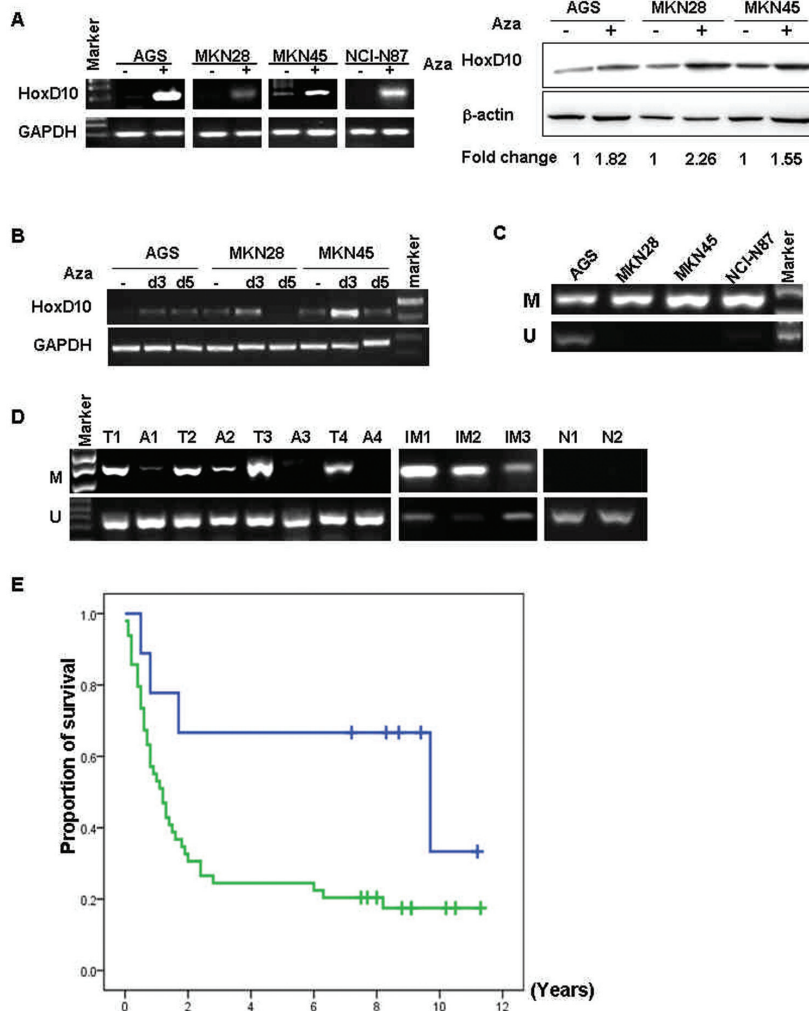 A
Marker
AGS MKN28 MKN45 NCI-N87
- + - + - + - + Aza
HoxD10
GAPDH
AGS MKN28 MKN45
Aza - + - + - +
HoxD10
β-actin
Fold change 1 1.82 1 2.26 1 1.55
B
AGS MKN28 MKN45 marker
Aza - d3 d5 - d3 d5 - d3 d5
HoxD10
GAPDH
C
AGS MKN28 MKN45 NCI-N87 Marker
M
U
D
Marker T1 A1 T2 A2 T3 A3 T4 A4 IM1 IM2 IM3 N1 N2
M
U
E
Proportion of survival
1.0
0.8
0.6
0.4
0.2
0.0
0 2 4 6 8 10 12 (Years)